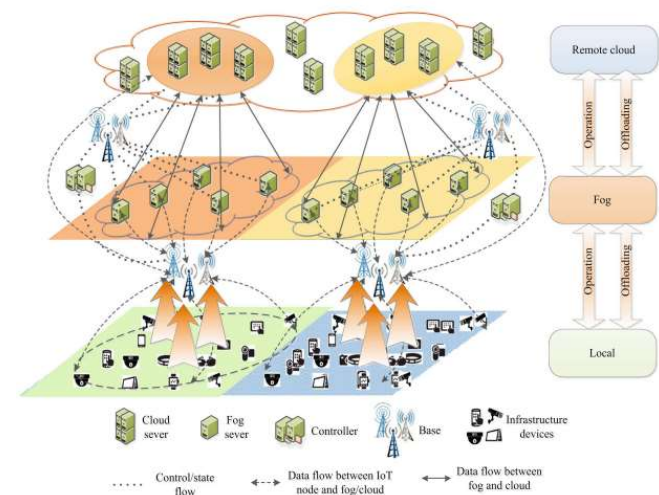 Remote cloud
Operation
Offloading
Fog
Operation
Offloading
Local
Cloud
sever
Fog
sever
Controller
Base
Infrastructure
devices
Control/state
flow
Data flow between IoT
node and fog/cloud
Data flow between
fog and cloud